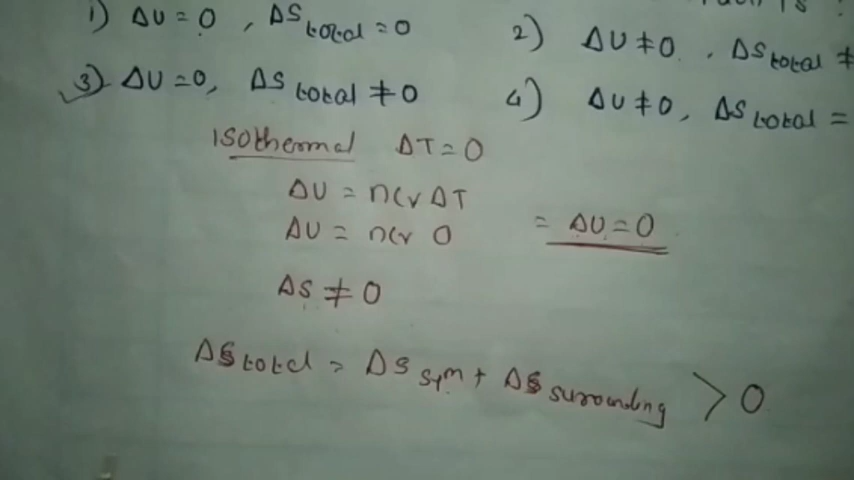 1) ΔU = 0 , ΔS total = 0
2) ΔU ≠ 0 , ΔS total ≠
3) ΔU = 0, ΔS total ≠ 0
4) ΔU ≠ 0, ΔS total =
ISothermal ΔT = 0
ΔU = ncv ΔT
ΔU = ncv 0 = ΔU = 0
ΔS ≠ 0
ΔS total = ΔS sym + ΔS surrounding > 0